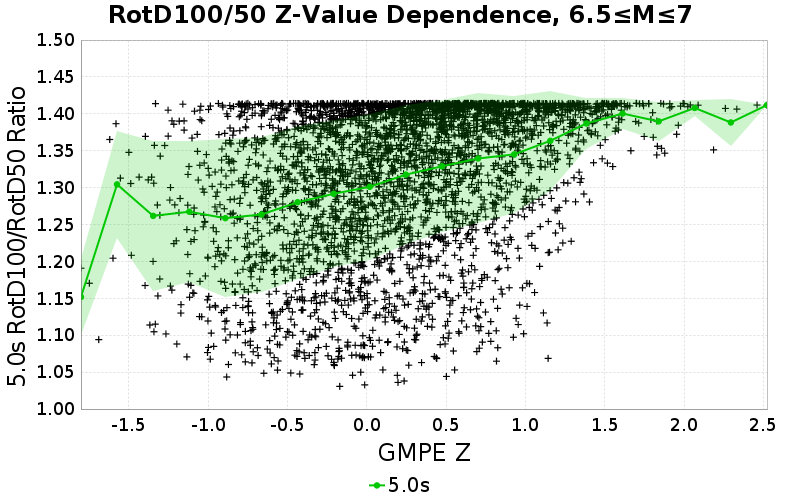 RotD100/50 Z-Value Dependence, 6.5≤M≤7
5.0s RotD100/RotD50 Ratio
1.50
1.45
1.40
1.35
1.30
1.25
1.20
1.15
1.10
1.05
1.00
-1.5 -1.0 -0.5 0.0 0.5 1.0 1.5 2.0 2.5
GMPE Z
5.0s